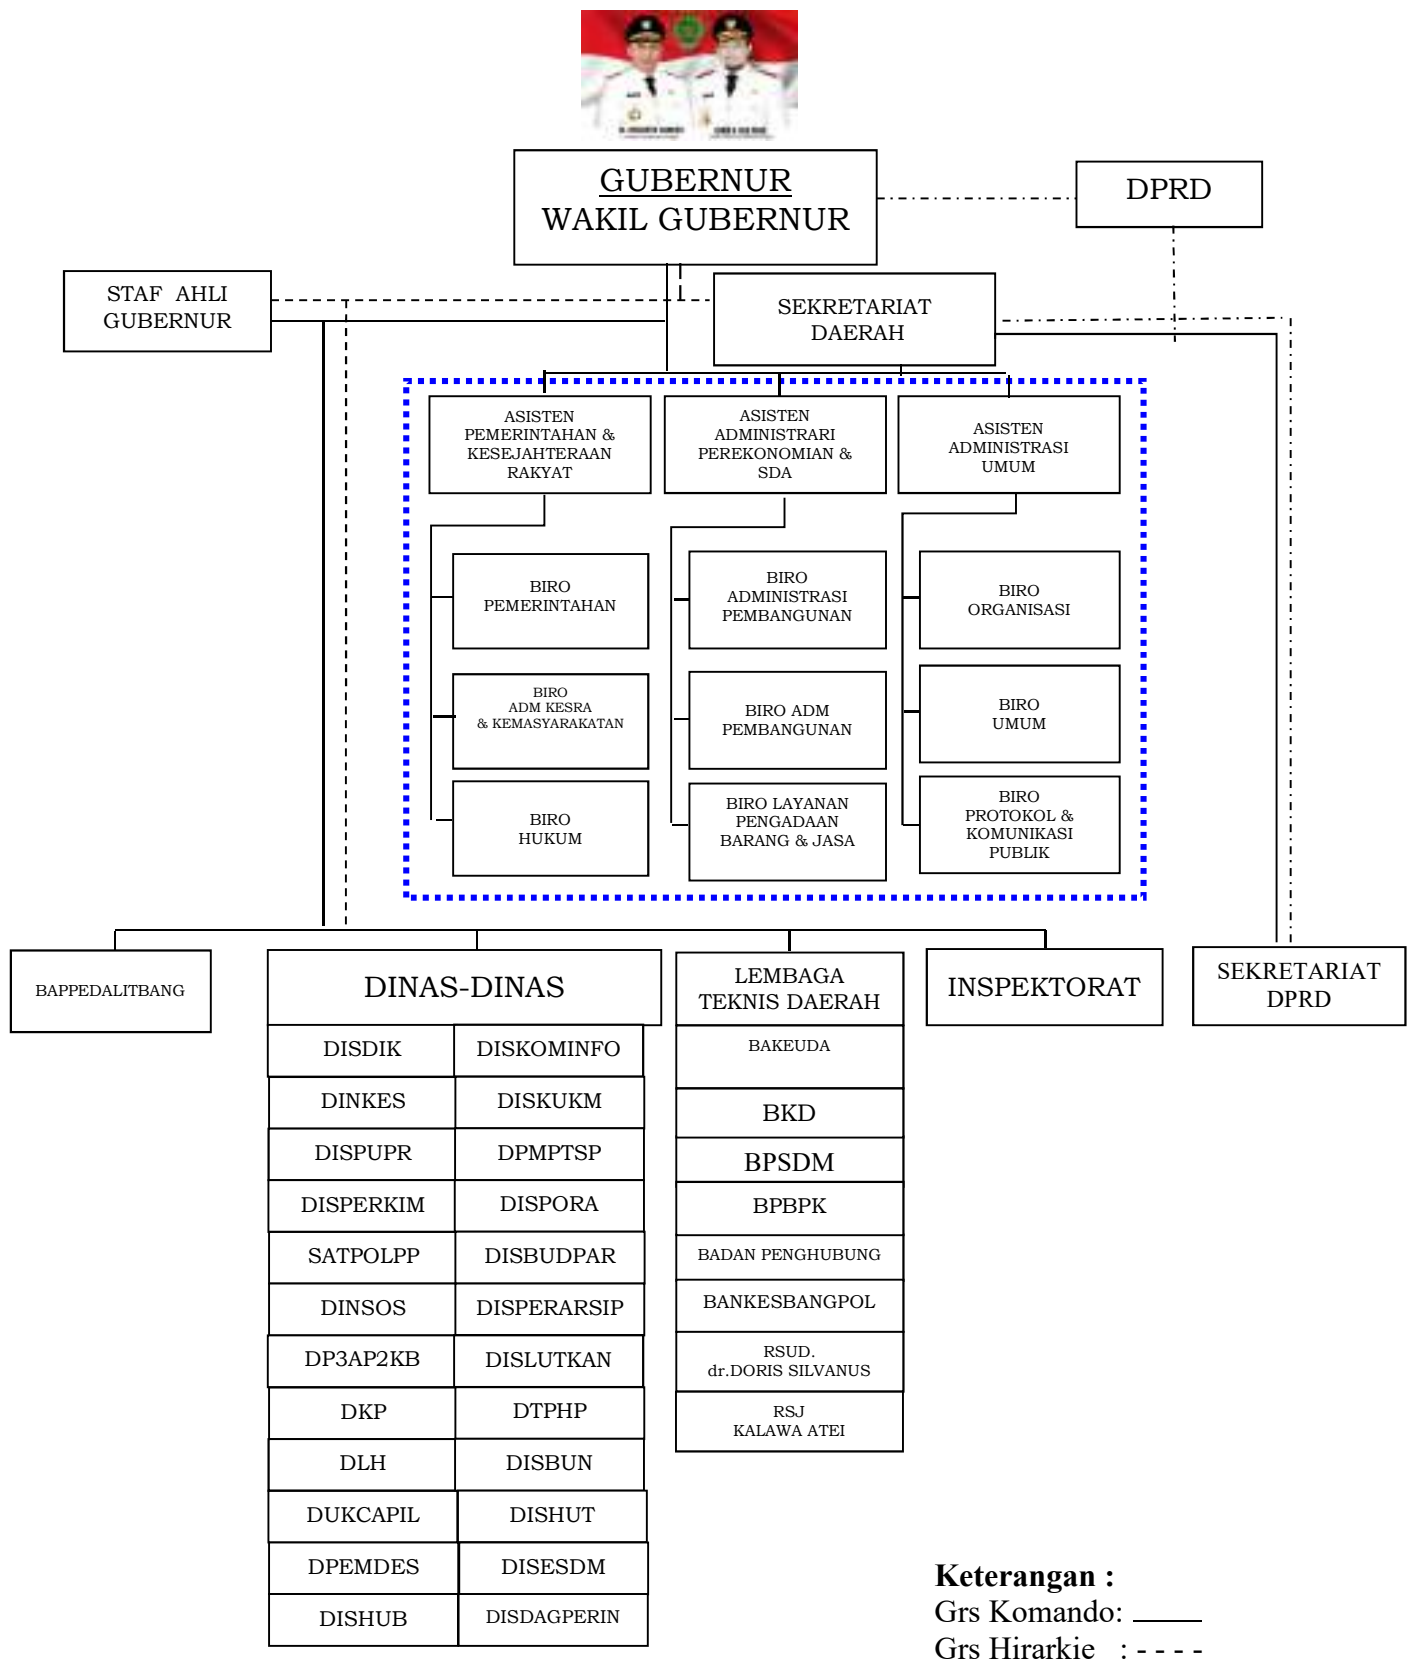 GUBERNUR
WAKIL GUBERNUR
DPRD
STAF AHLI
GUBERNUR
SEKRETARIAT
DAERAH
ASISTEN
PEMERINTAHAN &
KESEJAHTERAAN
RAKYAT
ASISTEN
ADMINISTRARI
PEREKONOMIAN &
SDA
ASISTEN
ADMINISTRASI
UMUM
BIRO
PEMERINTAHAN
BIRO
ADMINISTRASI
PEMBANGUNAN
BIRO
ORGANISASI
BIRO
ADM KESRA
& KEMASYARAKATAN
BIRO ADM
PEMBANGUNAN
BIRO
UMUM
BIRO
HUKUM
BIRO LAYANAN
PENGADAAN
BARANG & JASA
BIRO
PROTOKOL &
KOMUNIKASI
PUBLIK
BAPPEDALITBANG
DINAS-DINAS
LEMBAGA
TEKNIS DAERAH
INSPEKTORAT
SEKRETARIAT
DPRD
DISDIK
DISKOMINFO
DINKES
DISKUKM
DISPUPR
DPMPTSP
DISPERKIM
DISPORA
SATPOLPP
DISBUDPAR
DINSOS
DISPERARSIP
DP3AP2KB
DISLUTKAN
DKP
DTPHP
DLH
DISBUN
DUKCAPIL
DISHUT
DPEMDES
DISESDM
DISHUB
DISDAGPERIN
BAKEUDA
BKD
BPSDM
BPBPK
BADAN PENGHUBUNG
BANKESBANGPOL
RSUD.
dr.DORIS SILVANUS
RSJ
KALAWA ATEI
Keterangan :
Grs Komando: _____
Grs Hirarkie : - - - -